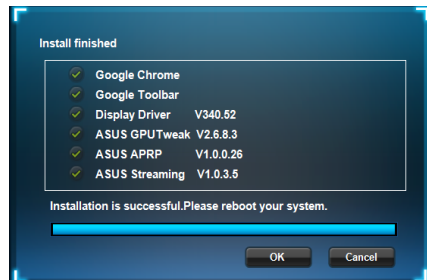 Install finished
Google Chrome
Google Toolbar
Display Driver V340.52
ASUS GPUTweak V2.6.8.3
ASUS APRP V1.0.0.26
ASUS Streaming V1.0.3.5
Installation is successful.Please reboot your system.
OK Cancel